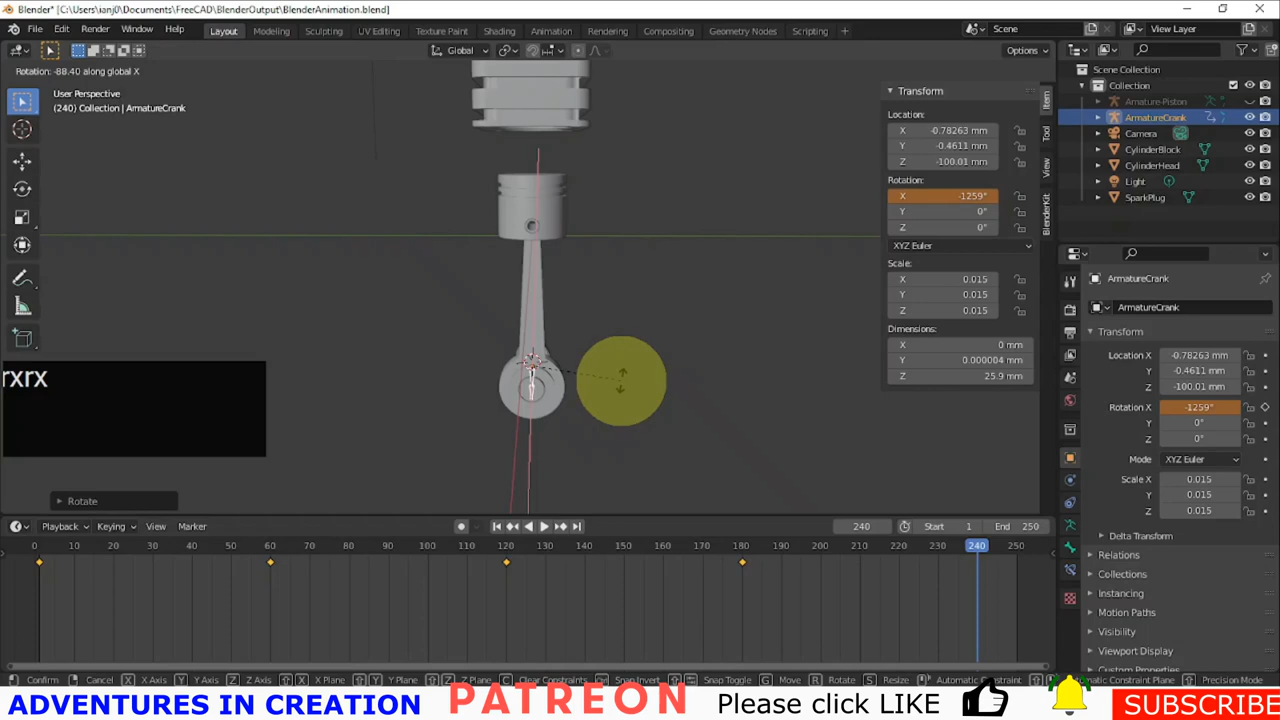 Blender* [C:\Users\ianj0\Documents\FreeCAD\BlenderOutput\BlenderAnimation.blend]
File Edit Render Window Help Layout Modeling Sculpting UV Editing Texture Paint Shading Animation Rendering Compositing Geometry Nodes Scripting + Scene View Layer
Global Options
Rotation: -88.40 along global X
User Perspective
(240) Collection | ArmatureCrank
Scene Collection
Collection
Armature-Piston
ArmatureCrank
Camera
CylinderBlock
CylinderHead
Light
SparkPlug
Item
Tool
View
BlenderKit
Transform
Location:
X -0.78263 mm
Y -0.4611 mm
Z -100.01 mm
Rotation:
X -1259°
Y 0°
Z 0°
XYZ Euler
Scale:
X 0.015
Y 0.015
Z 0.015
Dimensions:
X 0 mm
Y 0.000004 mm
Z 25.9 mm
ArmatureCrank
ArmatureCrank
Transform
Location X -0.78263 mm
Y -0.4611 mm
Z -100.01 mm
Rotation X -1259°
Y 0°
Z 0°
Mode XYZ Euler
Scale X 0.015
Y 0.015
Z 0.015
Delta Transform
Relations
Collections
Instancing
Motion Paths
Visibility
Viewport Display
Custom Properties
rxrx
Rotate
Playback Keying View Marker 240 Start 1 End 250
0 10 20 30 40 50 60 70 80 90 100 110 120 130 140 150 160 170 180 190 200 210 220 230 240 250
Confirm Cancel X X Axis Y Y Axis Z Z Axis X X Plane Y Y Plane Z Z Plane C Clear Constraints Snap Invert Snap Toggle G Move R Rotate S Resize Automatic Constraint Automatic Constraint Plane Precision Mode
ADVENTURES IN CREATION PATREON Please click LIKE SUBSCRIBE